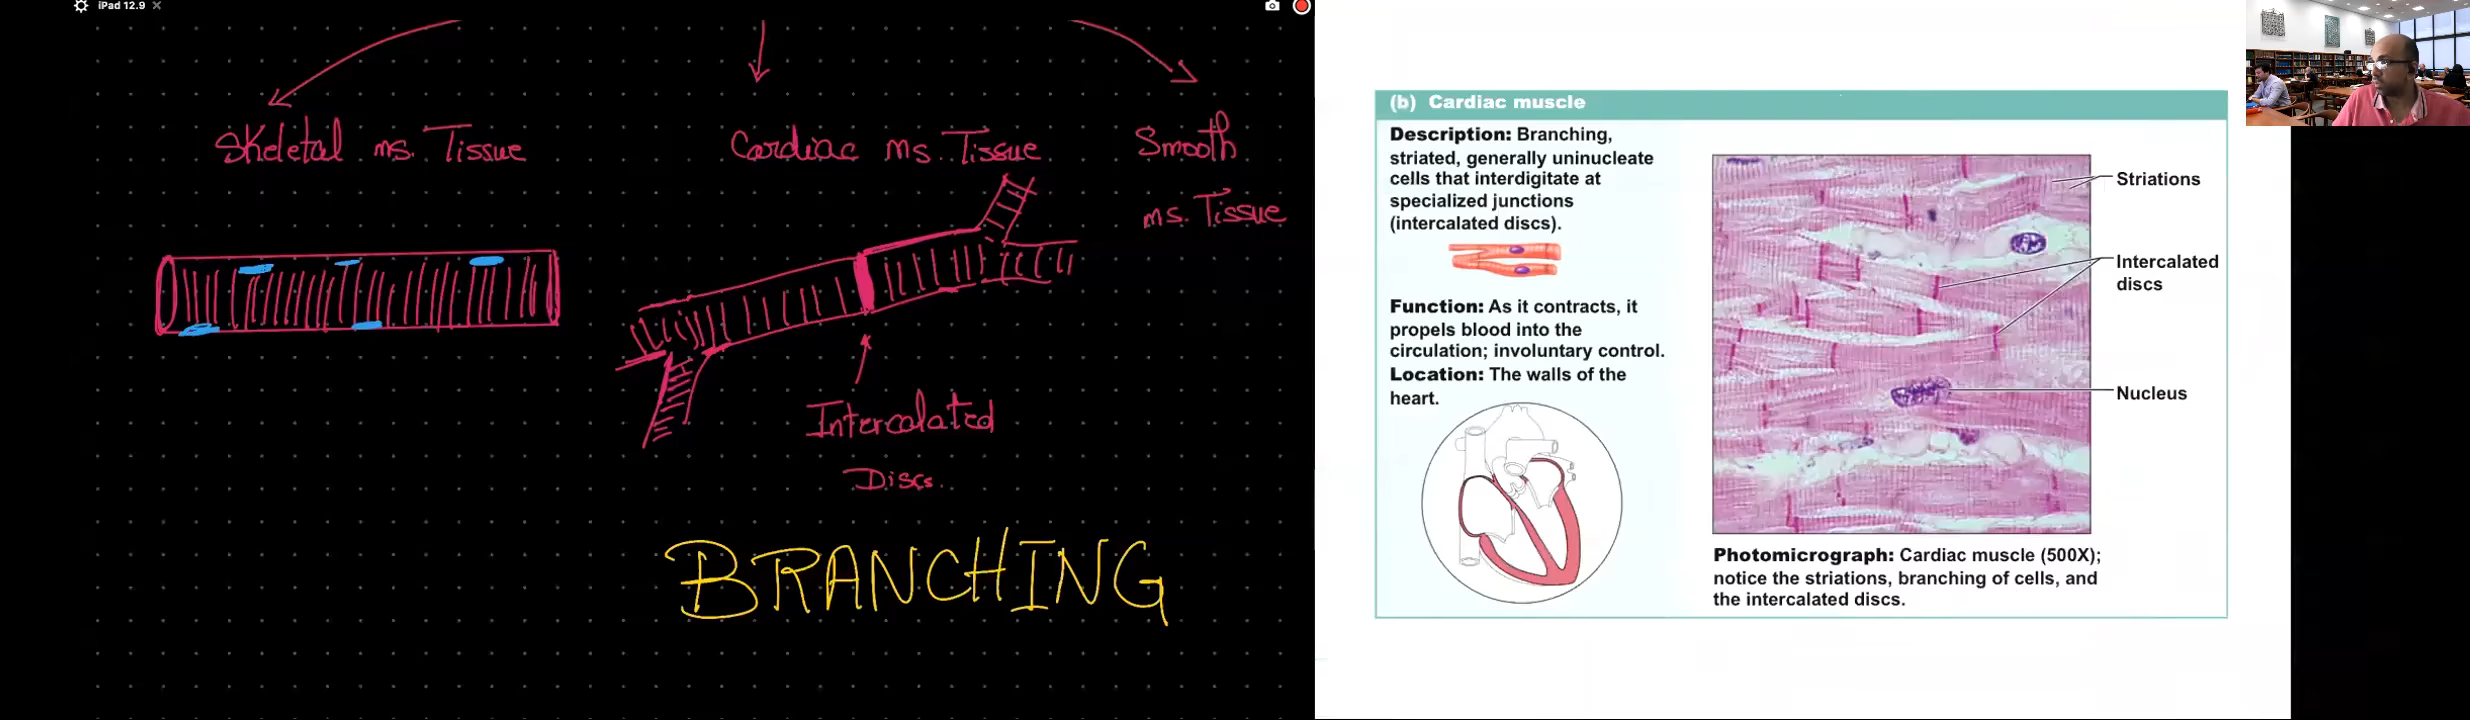 iPad 12.9
Skeletal ms. Tissue
Cardiac ms. Tissue
Smooth
ms. Tissue
Intercalated
Discs.
BRANCHING
(b) Cardiac muscle
Description: Branching,
striated, generally uninucleate
cells that interdigitate at
specialized junctions
(intercalated discs).
Function: As it contracts, it
propels blood into the
circulation; involuntary control.
Location: The walls of the
heart.
Striations
Intercalated
discs
Nucleus
Photomicrograph: Cardiac muscle (500X);
notice the striations, branching of cells, and
the intercalated discs.